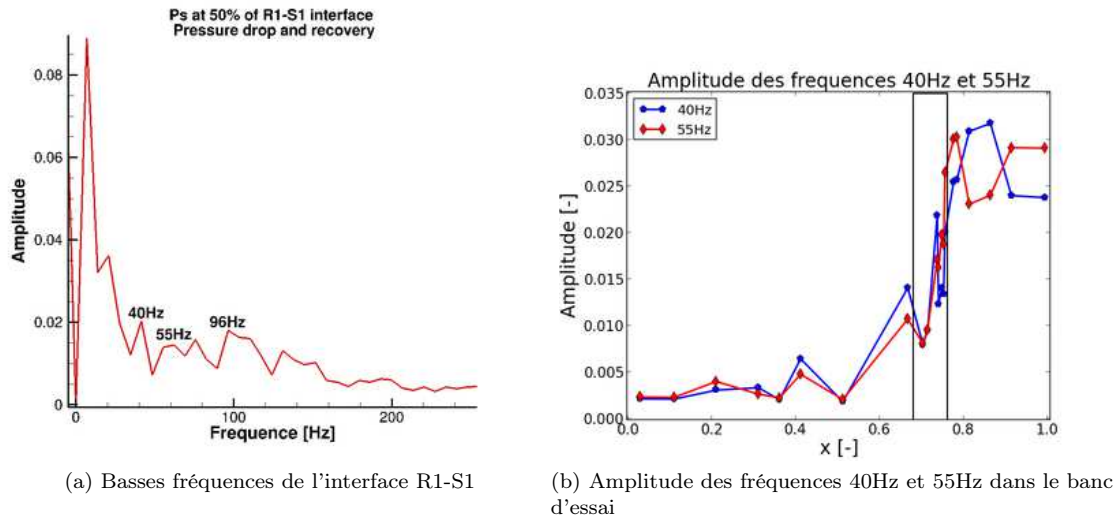 Ps at 50% of R1-S1 interface
Pressure drop and recovery
Amplitude
0.08
0.06
0.04
0.02
0
40Hz
55Hz
96Hz
0
100
200
Frequence [Hz]
(a) Basses fréquences de l'interface R1-S1
Amplitude des frequences 40Hz et 55Hz
40Hz
55Hz
Amplitude [-]
0.035
0.030
0.025
0.020
0.015
0.010
0.005
0.000
0.0
0.2
0.4
0.6
0.8
1.0
x [-]
(b) Amplitude des fréquences 40Hz et 55Hz dans le banc
d'essai